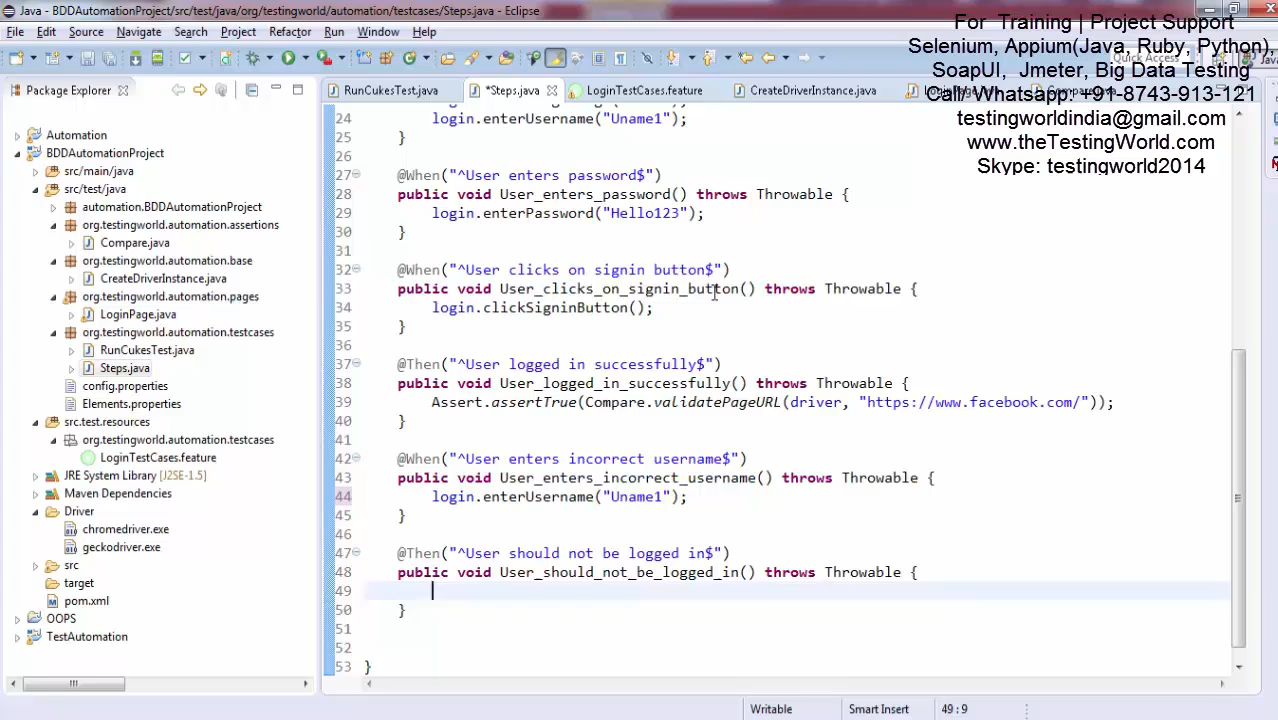 Java - BDDAutomationProject/src/test/java/org/testingworld/automation/testcases/Steps.java - Eclipse
File Edit Source Navigate Search Project Refactor Run Window Help
For Training | Project Support
Selenium, Appium(Java, Ruby, Python),
SoapUI, Jmeter, Big Data Testing
Call/ Whatsapp: +91-8743-913-121
testingworldindia@gmail.com
www.theTestingWorld.com
Skype: testingworld2014
Quick Access
Package Explorer
RunCukesTest.java *Steps.java LoginTestCases.feature CreateDriverInstance.java
Automation
BDDAutomationProject
src/main/java
src/test/java
automation.BDDAutomationProject
org.testingworld.automation.assertions
Compare.java
org.testingworld.automation.base
CreateDriverInstance.java
org.testingworld.automation.pages
LoginPage.java
org.testingworld.automation.testcases
RunCukesTest.java
Steps.java
config.properties
Elements.properties
src.test.resources
org.testingworld.automation.testcases
LoginTestCases.feature
JRE System Library [J2SE-1.5]
Maven Dependencies
Driver
chromedriver.exe
geckodriver.exe
src
target
pom.xml
OOPS
TestAutomation
24 login.enterUsername("Uname1");
25 }
26
27 @When("^User enters password$")
28 public void User_enters_password() throws Throwable {
29 login.enterPassword("Hello123");
30 }
31
32 @When("^User clicks on signin button$")
33 public void User_clicks_on_signin_button() throws Throwable {
34 login.clickSigninButton();
35 }
36
37 @Then("^User logged in successfully$")
38 public void User_logged_in_successfully() throws Throwable {
39 Assert.assertTrue(Compare.validatePageURL(driver, "https://www.facebook.com/"));
40 }
41
42 @When("^User enters incorrect username$")
43 public void User_enters_incorrect_username() throws Throwable {
44 login.enterUsername("Uname1");
45 }
46
47 @Then("^User should not be logged in$")
48 public void User_should_not_be_logged_in() throws Throwable {
49
50 }
51
52
53 }
Writable Smart Insert 49 : 9